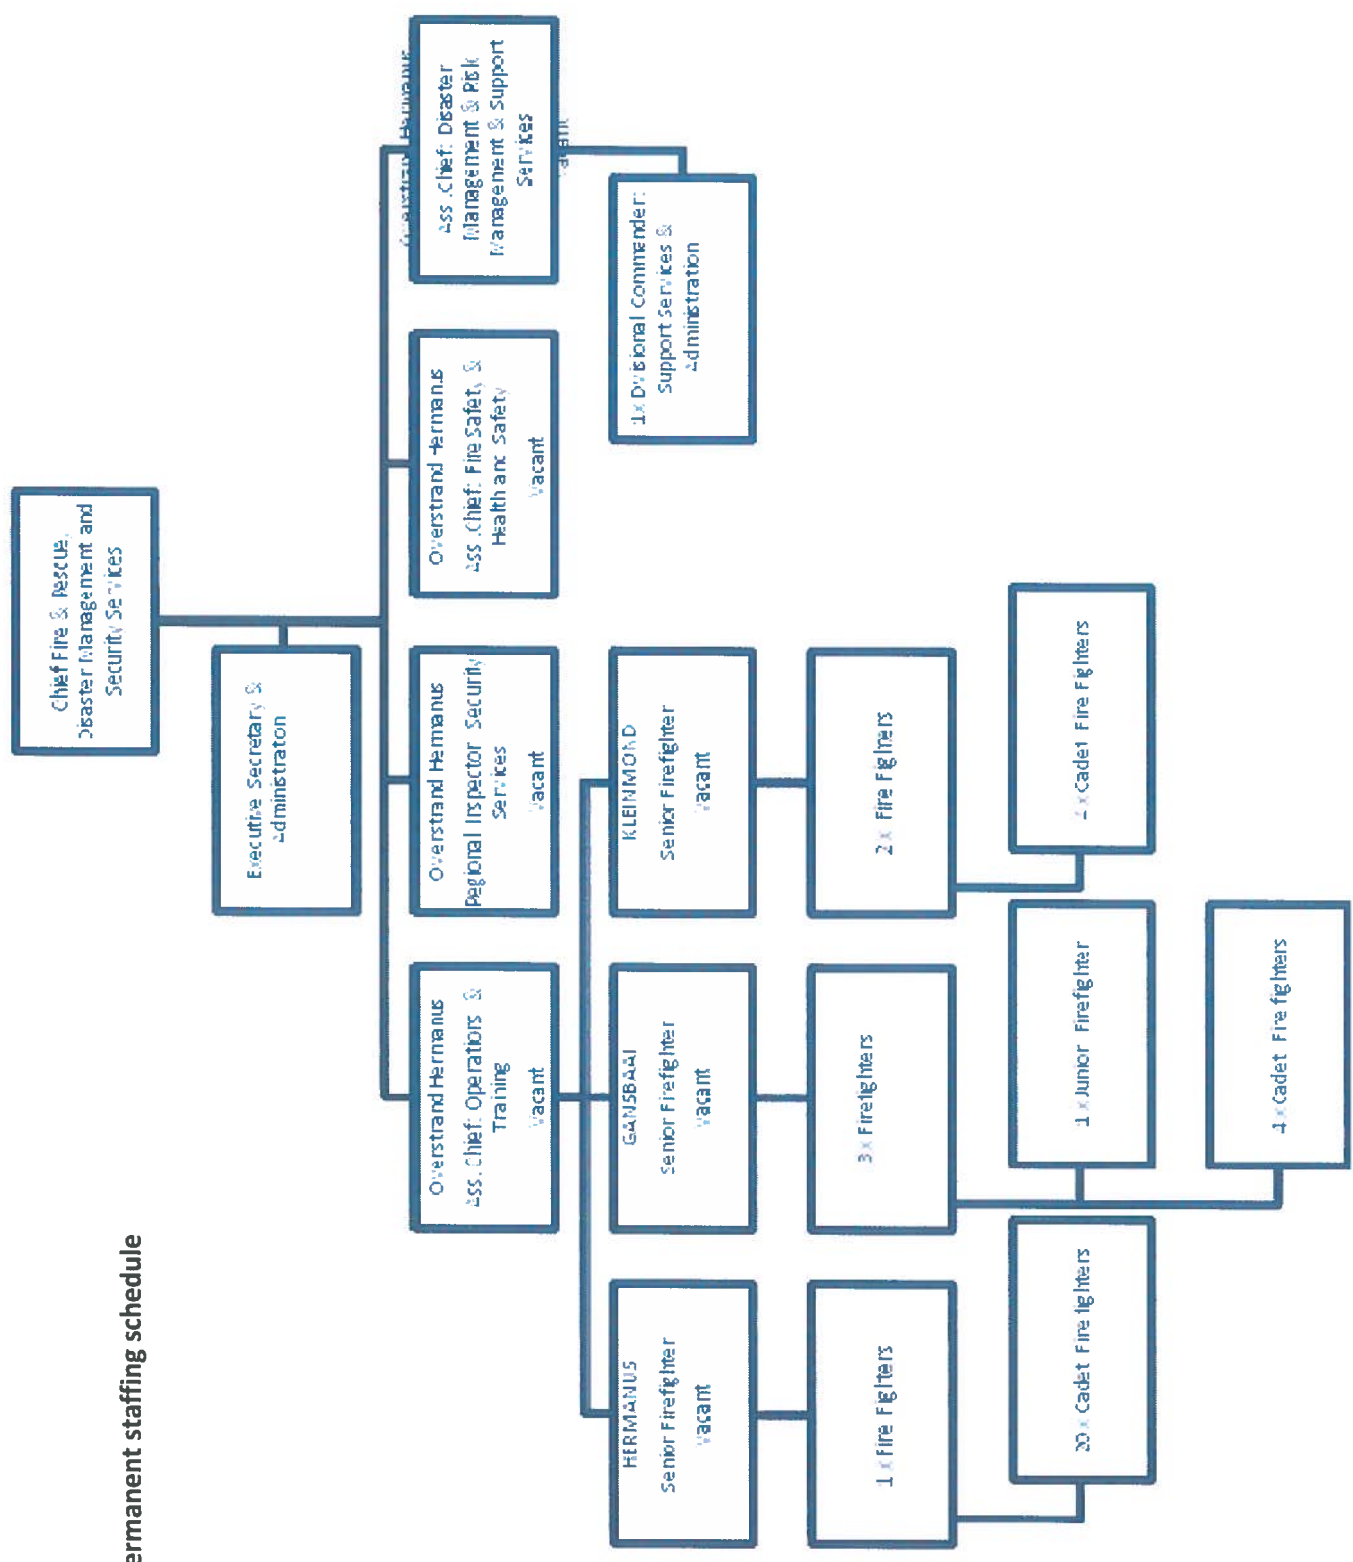 ermanent staffing schedule
Chief Fire & Rescue,
Disaster Management and
Security Services
Executive Secretary &
Administraton
Overstrand Hermanus
Ass. Chief: Operations &
Training
Vacant
Overstrand Hermanus
Regional Inspector Security
Services
Vacant
Overstrand Hermanus
Ass. Chief: Fire Safety &
Health and Safety
Vacant
Overstrand Hermanus
Ass. Chief: Disaster
Management & Risk
Management & Support
Services
HERMANUS
Senior Firefighter
Vacant
GANSBAAI
Senior Firefighter
Vacant
KLEINMOND
Senior Firefighter
Vacant
1x Divisional Commander:
Support Services &
Administration
1 x Fire Fighters
3 x Firefighters
2 x Fire Fighters
20 x Cadet Fire fighters
1 x Junior Firefighter
4 x Cadet Fire Fighters
4 x Cadet Fire fighters